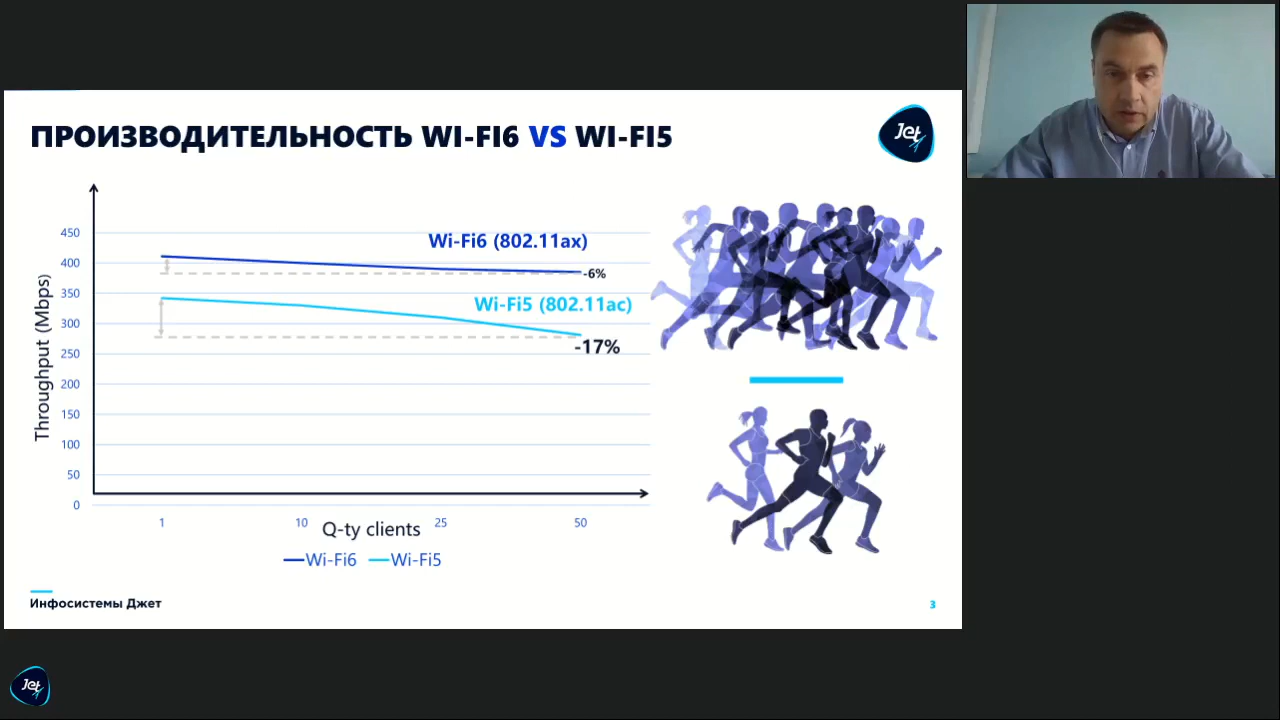 ПРОИЗВОДИТЕЛЬНОСТЬ WI-FI6 VS WI-FI5
Jet
450
400
350
300
250
200
150
100
50
0
Throughput (Mbps)
Wi-Fi6 (802.11ax)
-6%
Wi-Fi5 (802.11ac)
-17%
1
10
25
50
Q-ty clients
Wi-Fi6
Wi-Fi5
Инфосистемы Джет
3
Jet